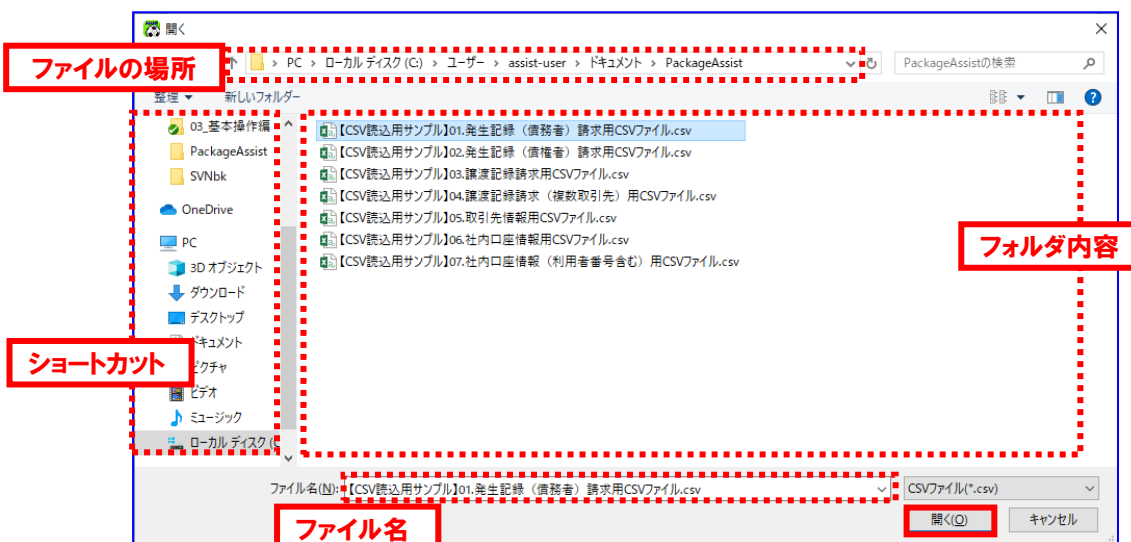 開く
ファイルの場所
PC > ローカル ディスク (C:) > ユーザー > assist-user > ドキュメント > PackageAssist
PackageAssistの検索
整理 新しいフォルダー
03_基本操作編
PackageAssist
SVNbk
OneDrive
PC
3D オブジェクト
ダウンロード
デスクトップ
ドキュメント
ピクチャ
ビデオ
ミュージック
ローカル ディスク (C
ショートカット
【CSV読込用サンプル】01.発生記録（債務者）請求用CSVファイル.csv
【CSV読込用サンプル】02.発生記録（債権者）請求用CSVファイル.csv
【CSV読込用サンプル】03.譲渡記録請求用CSVファイル.csv
【CSV読込用サンプル】04.譲渡記録請求（複数取引先）用CSVファイル.csv
【CSV読込用サンプル】05.取引先情報用CSVファイル.csv
【CSV読込用サンプル】06.社内口座情報用CSVファイル.csv
【CSV読込用サンプル】07.社内口座情報（利用者番号含む）用CSVファイル.csv
フォルダ内容
ファイル名(N): 【CSV読込用サンプル】01.発生記録（債務者）請求用CSVファイル.csv
CSVファイル(*.csv)
ファイル名
開く(O) キャンセル